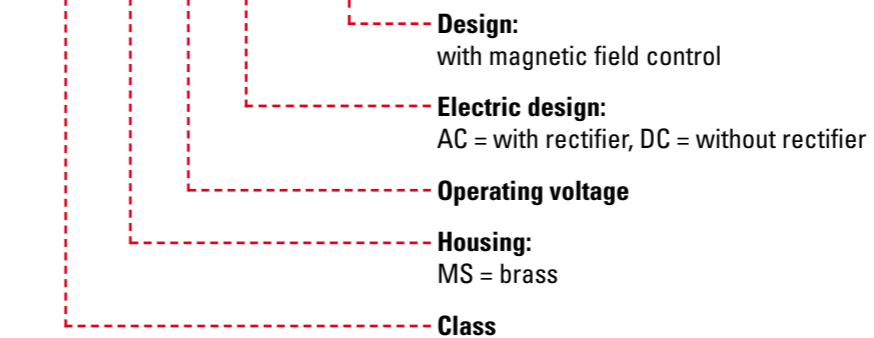 Design:
with magnetic field control
Electric design:
AC = with rectifier, DC = without rectifier
Operating voltage
Housing:
MS = brass
Class